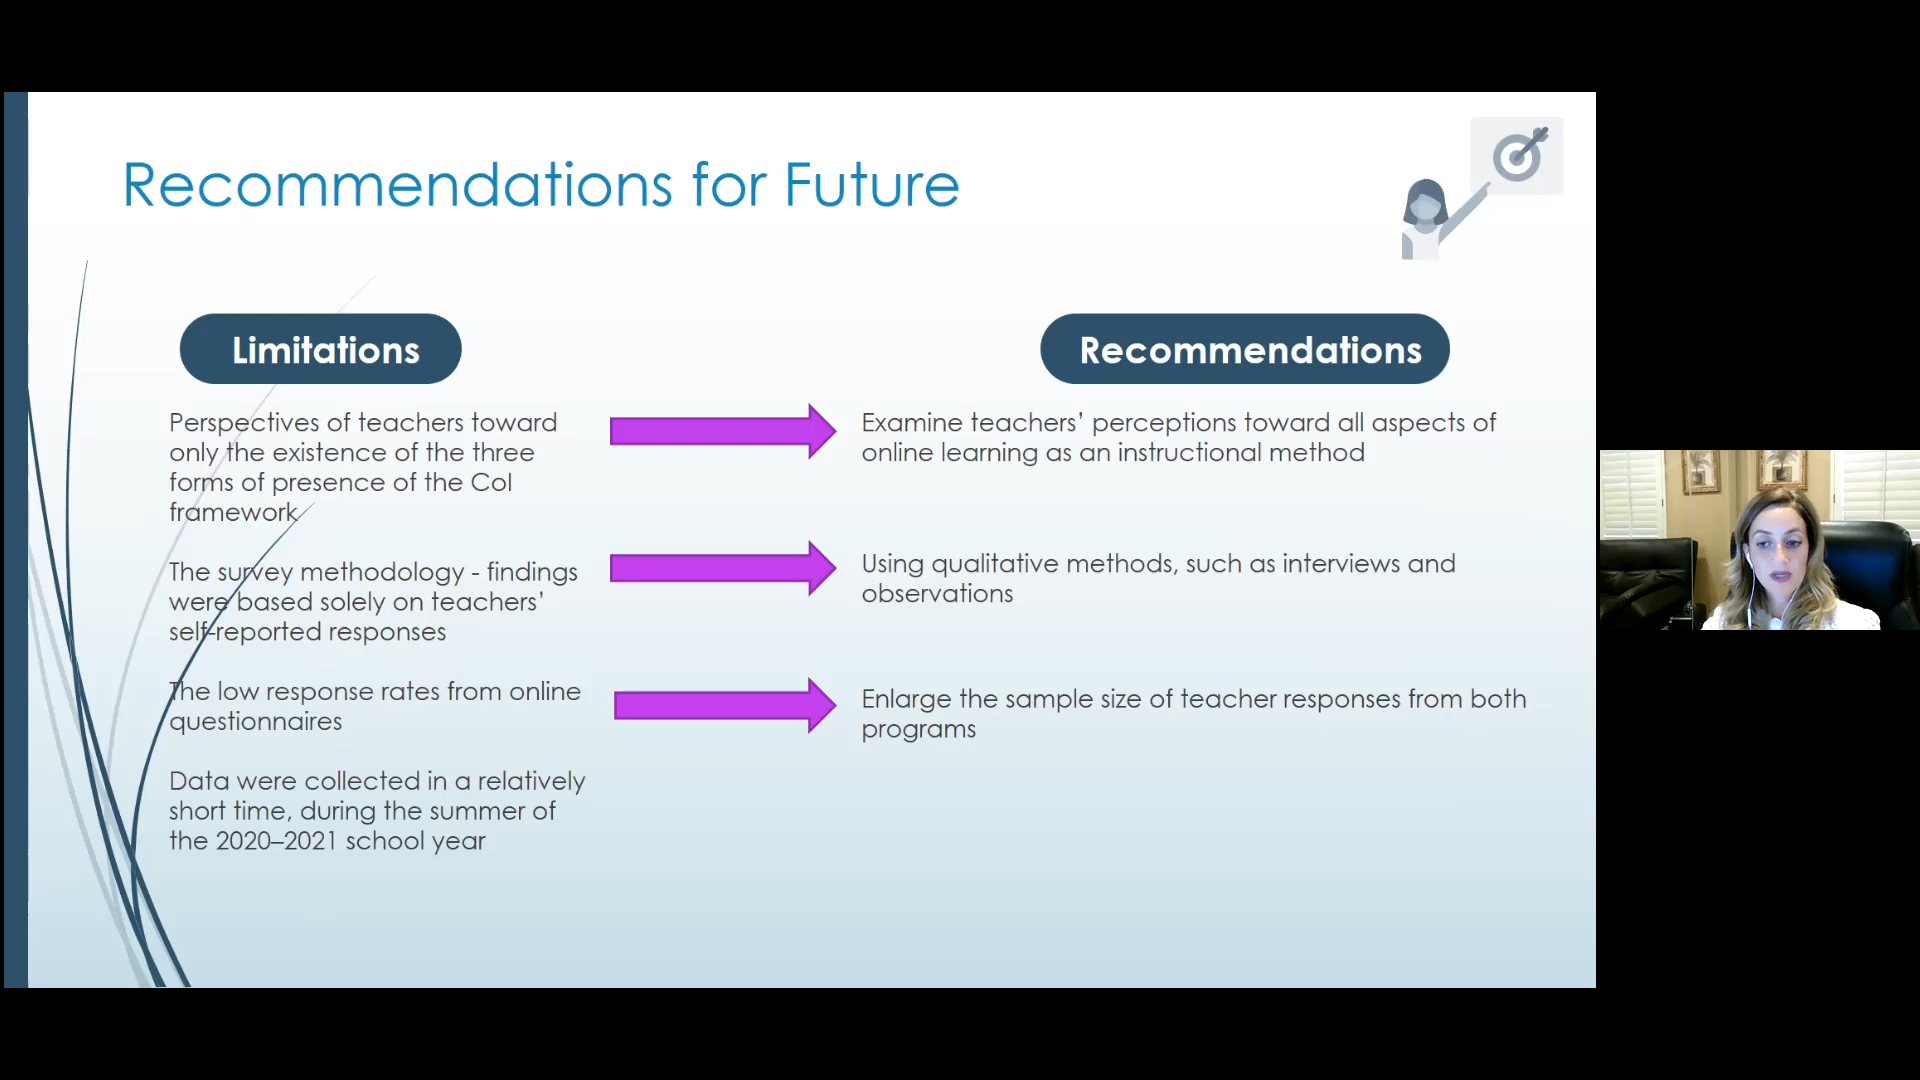 Recommendations for Future
Limitations
Perspectives of teachers toward
only the existence of the three
forms of presence of the CoI
framework
The survey methodology - findings
were based solely on teachers’
self-reported responses
The low response rates from online
questionnaires
Data were collected in a relatively
short time, during the summer of
the 2020–2021 school year
Recommendations
Examine teachers’ perceptions toward all aspects of
online learning as an instructional method
Using qualitative methods, such as interviews and
observations
Enlarge the sample size of teacher responses from both
programs